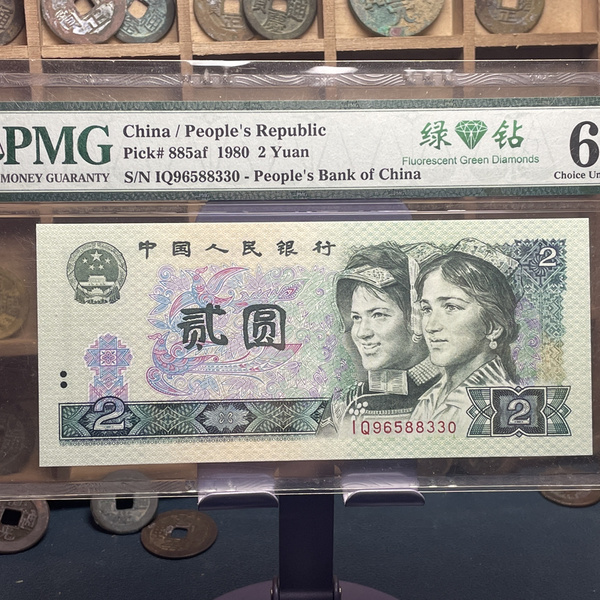 PMG
MONEY GUARANTY
China / People's Republic
Pick# 885af 1980 2 Yuan
S/N IQ96588330 - People's Bank of China
绿 钻
Fluorescent Green Diamonds
6
Choice Un
中国人民银行
2
贰圆
2
IQ96588330
2